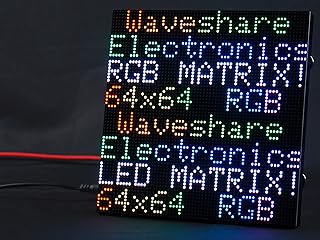 Waveshare
Electronics
RGB MATRIX!
64x64 RGB
Waveshare
Electronics
LED MATRIX!
64x64 RGB